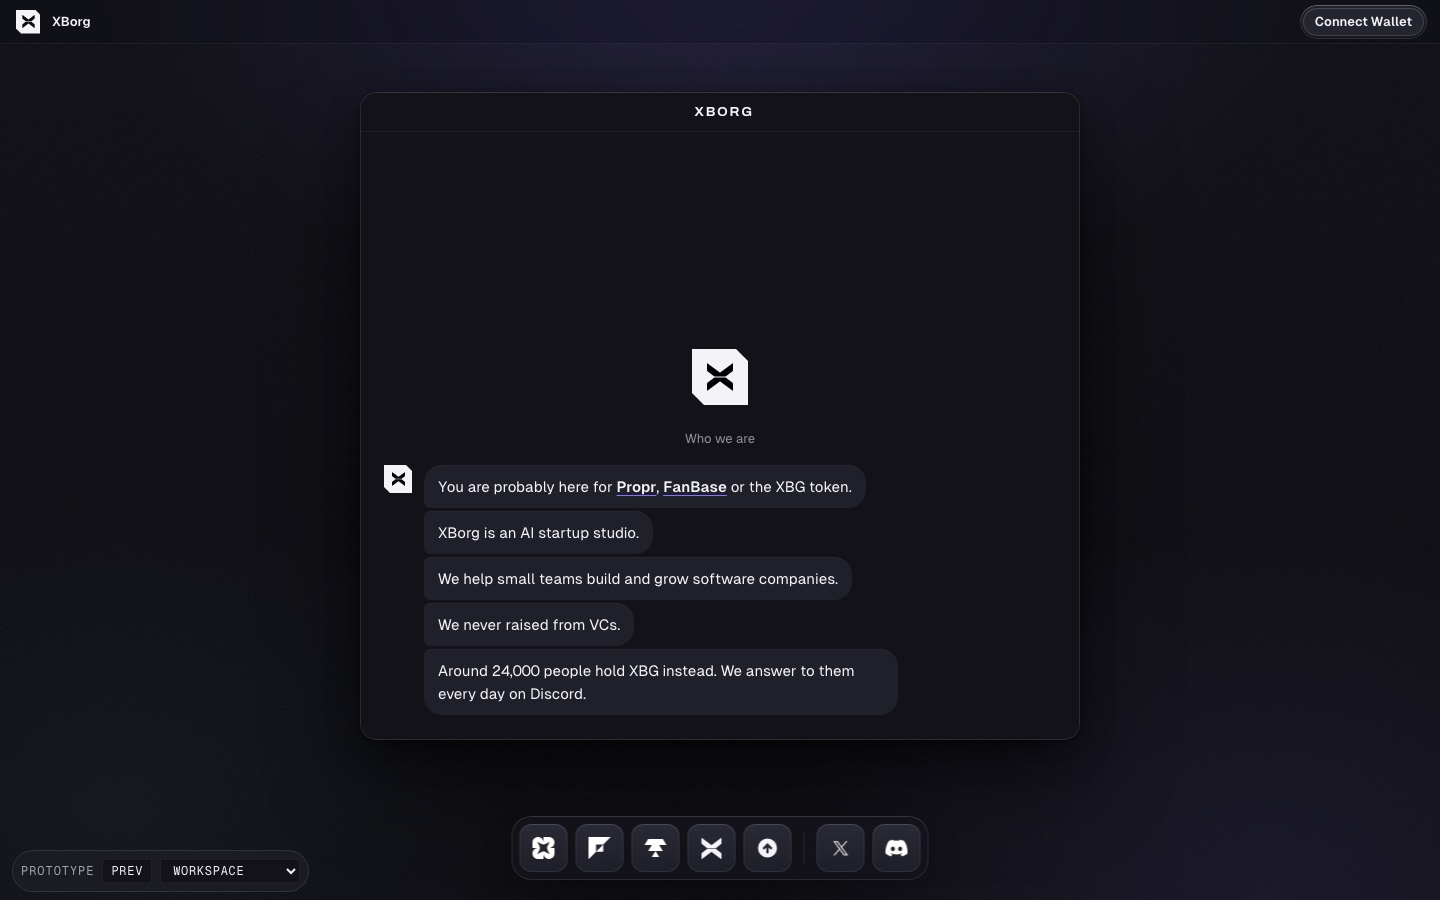 XBorg
Connect Wallet
XBORG
Who we are
You are probably here for Propr, FanBase or the XBG token.
XBorg is an AI startup studio.
We help small teams build and grow software companies.
We never raised from VCs.
Around 24,000 people hold XBG instead. We answer to them
every day on Discord.
PROTOTYPE PREV WORKSPACE